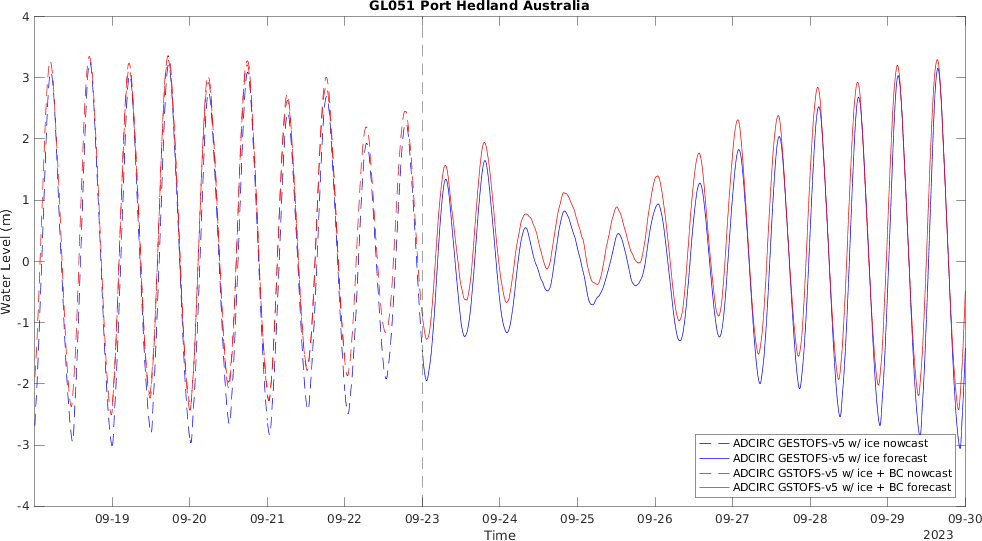 GL051 Port Hedland Australia
4
3
2
1
0
-1
-2
-3
-4
Water Level (m)
09-19 09-20 09-21 09-22 09-23 09-24 09-25 09-26 09-27 09-28 09-29 09-30
Time
2023
ADCIRC GESTOFS-v5 w/ ice nowcast
ADCIRC GESTOFS-v5 w/ ice forecast
ADCIRC GSTOFS-v5 w/ ice + BC nowcast
ADCIRC GSTOFS-v5 w/ ice + BC forecast